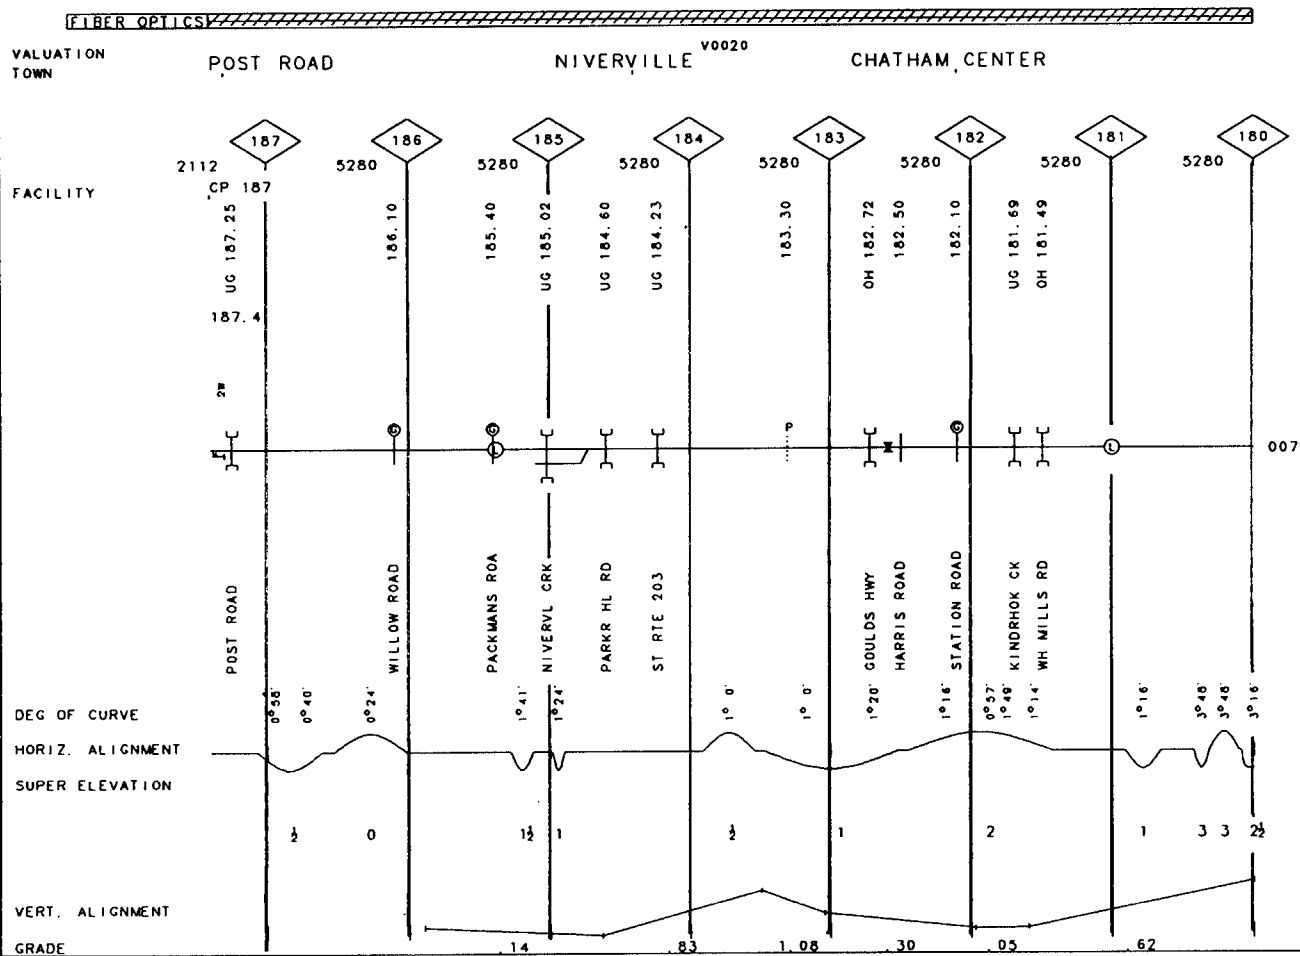 FIBER OPTICS
VALUATION V0020
TOWN POST ROAD NIVERVILLE CHATHAM CENTER
187 186 185 184 183 182 181 180
2112 5280 5280 5280 5280 5280 5280
FACILITY CP 187
UG 187.25
186.10
185.40
UG 185.02
UG 184.60
UG 184.23
183.30
OH 182.72
182.50
182.10
UG 181.69
OH 181.49
187.4
2W
G G P G
L L 007
POST ROAD
WILLOW ROAD
PACKMANS ROA
NIVERVL CRK
PARKR HL RD
ST RTE 203
GOULDS HWY
HARRIS ROAD
STATION ROAD
KINDRHOK CK
WH MILLS RD
DEG OF CURVE 0°58' 0°40' 0°24' 1°41' 1°24' 1°0' 1°0' 1°20' 1°16' 0°57' 1°49' 1°14' 1°16' 3°48' 3°48' 3°16'
HORIZ. ALIGNMENT
SUPER ELEVATION
½ 0 1½ 1 ½ 1 2 1 3 3 2½
VERT. ALIGNMENT
GRADE .14 .83 1.08 .30 .05 .62